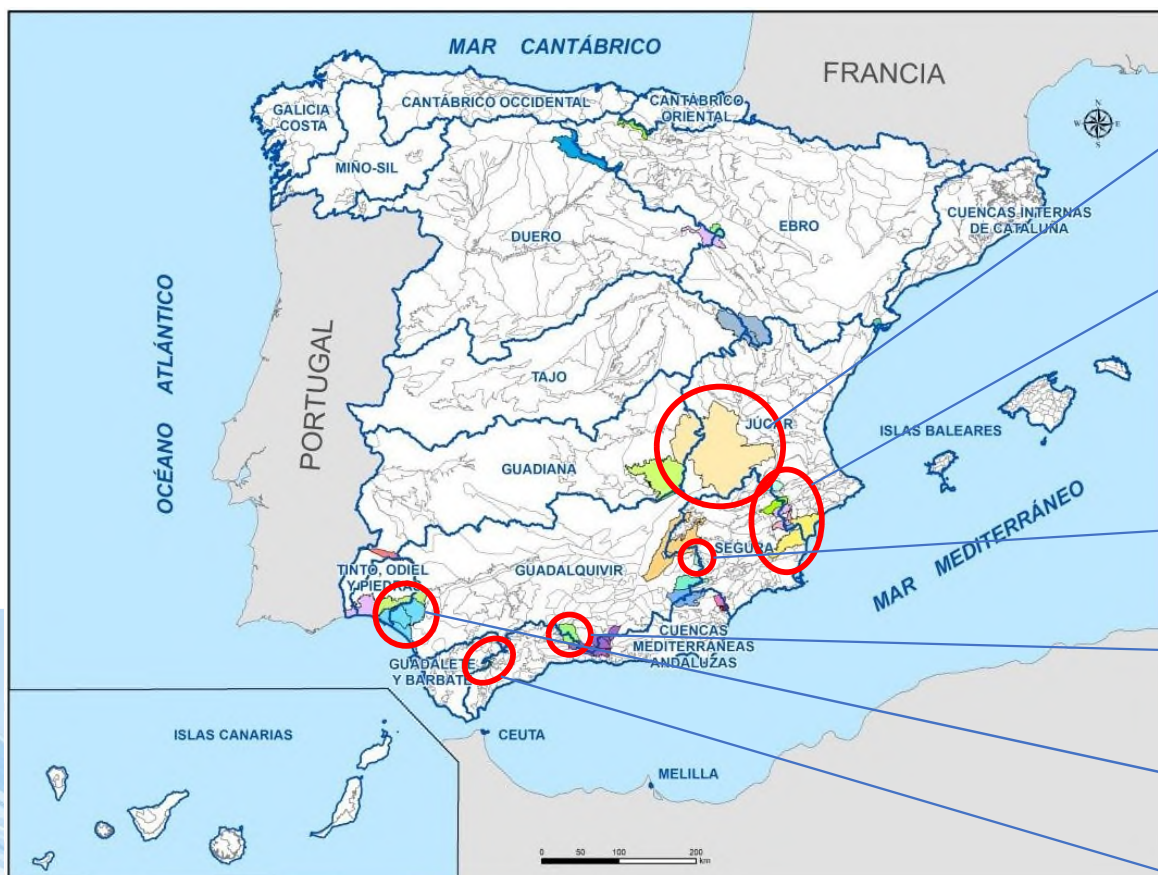 MAR CANTÁBRICO
FRANCIA
GALICIA
-COSTA
CANTÁBRICO OCCIDENTAL
CANTÁBRICO
ORIENTAL
N
W E
S
MIÑO-SIL
EBRO
CUENCAS INTERNAS
DE CATALUÑA
DUERO
OCÉANO ATLÁNTICO
PORTUGAL
TAJO
JÚCAR
ISLAS BALEARES
GUADIANA
MAR MEDITERRÁNEO
SEGURA
TINTO, ODIEL
Y PIEDRAS
GUADALQUIVIR
CUENCAS
MEDITERRÁNEAS
ANDALUZAS
GUADALETE
Y BARBATE
ISLAS CANARIAS
CEUTA
MELILLA
0 50 100 200
km